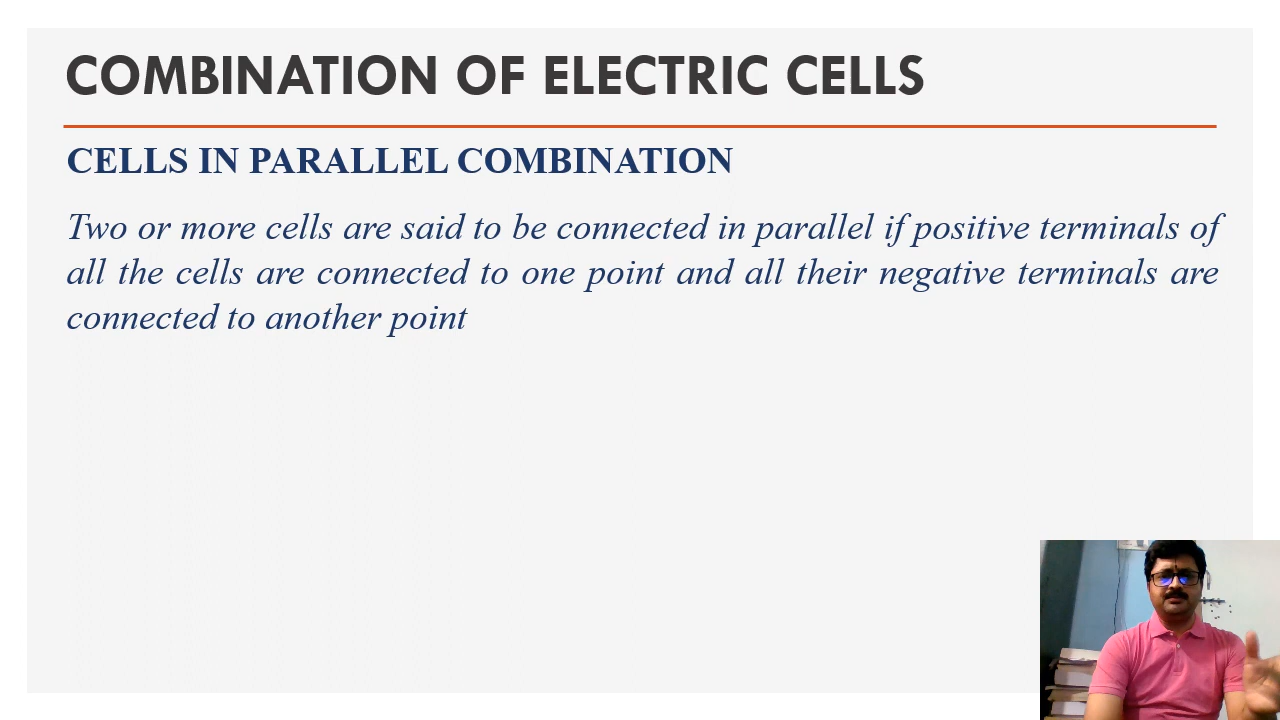 COMBINATION OF ELECTRIC CELLS
CELLS IN PARALLEL COMBINATION
Two or more cells are said to be connected in parallel if positive terminals of
all the cells are connected to one point and all their negative terminals are
connected to another point